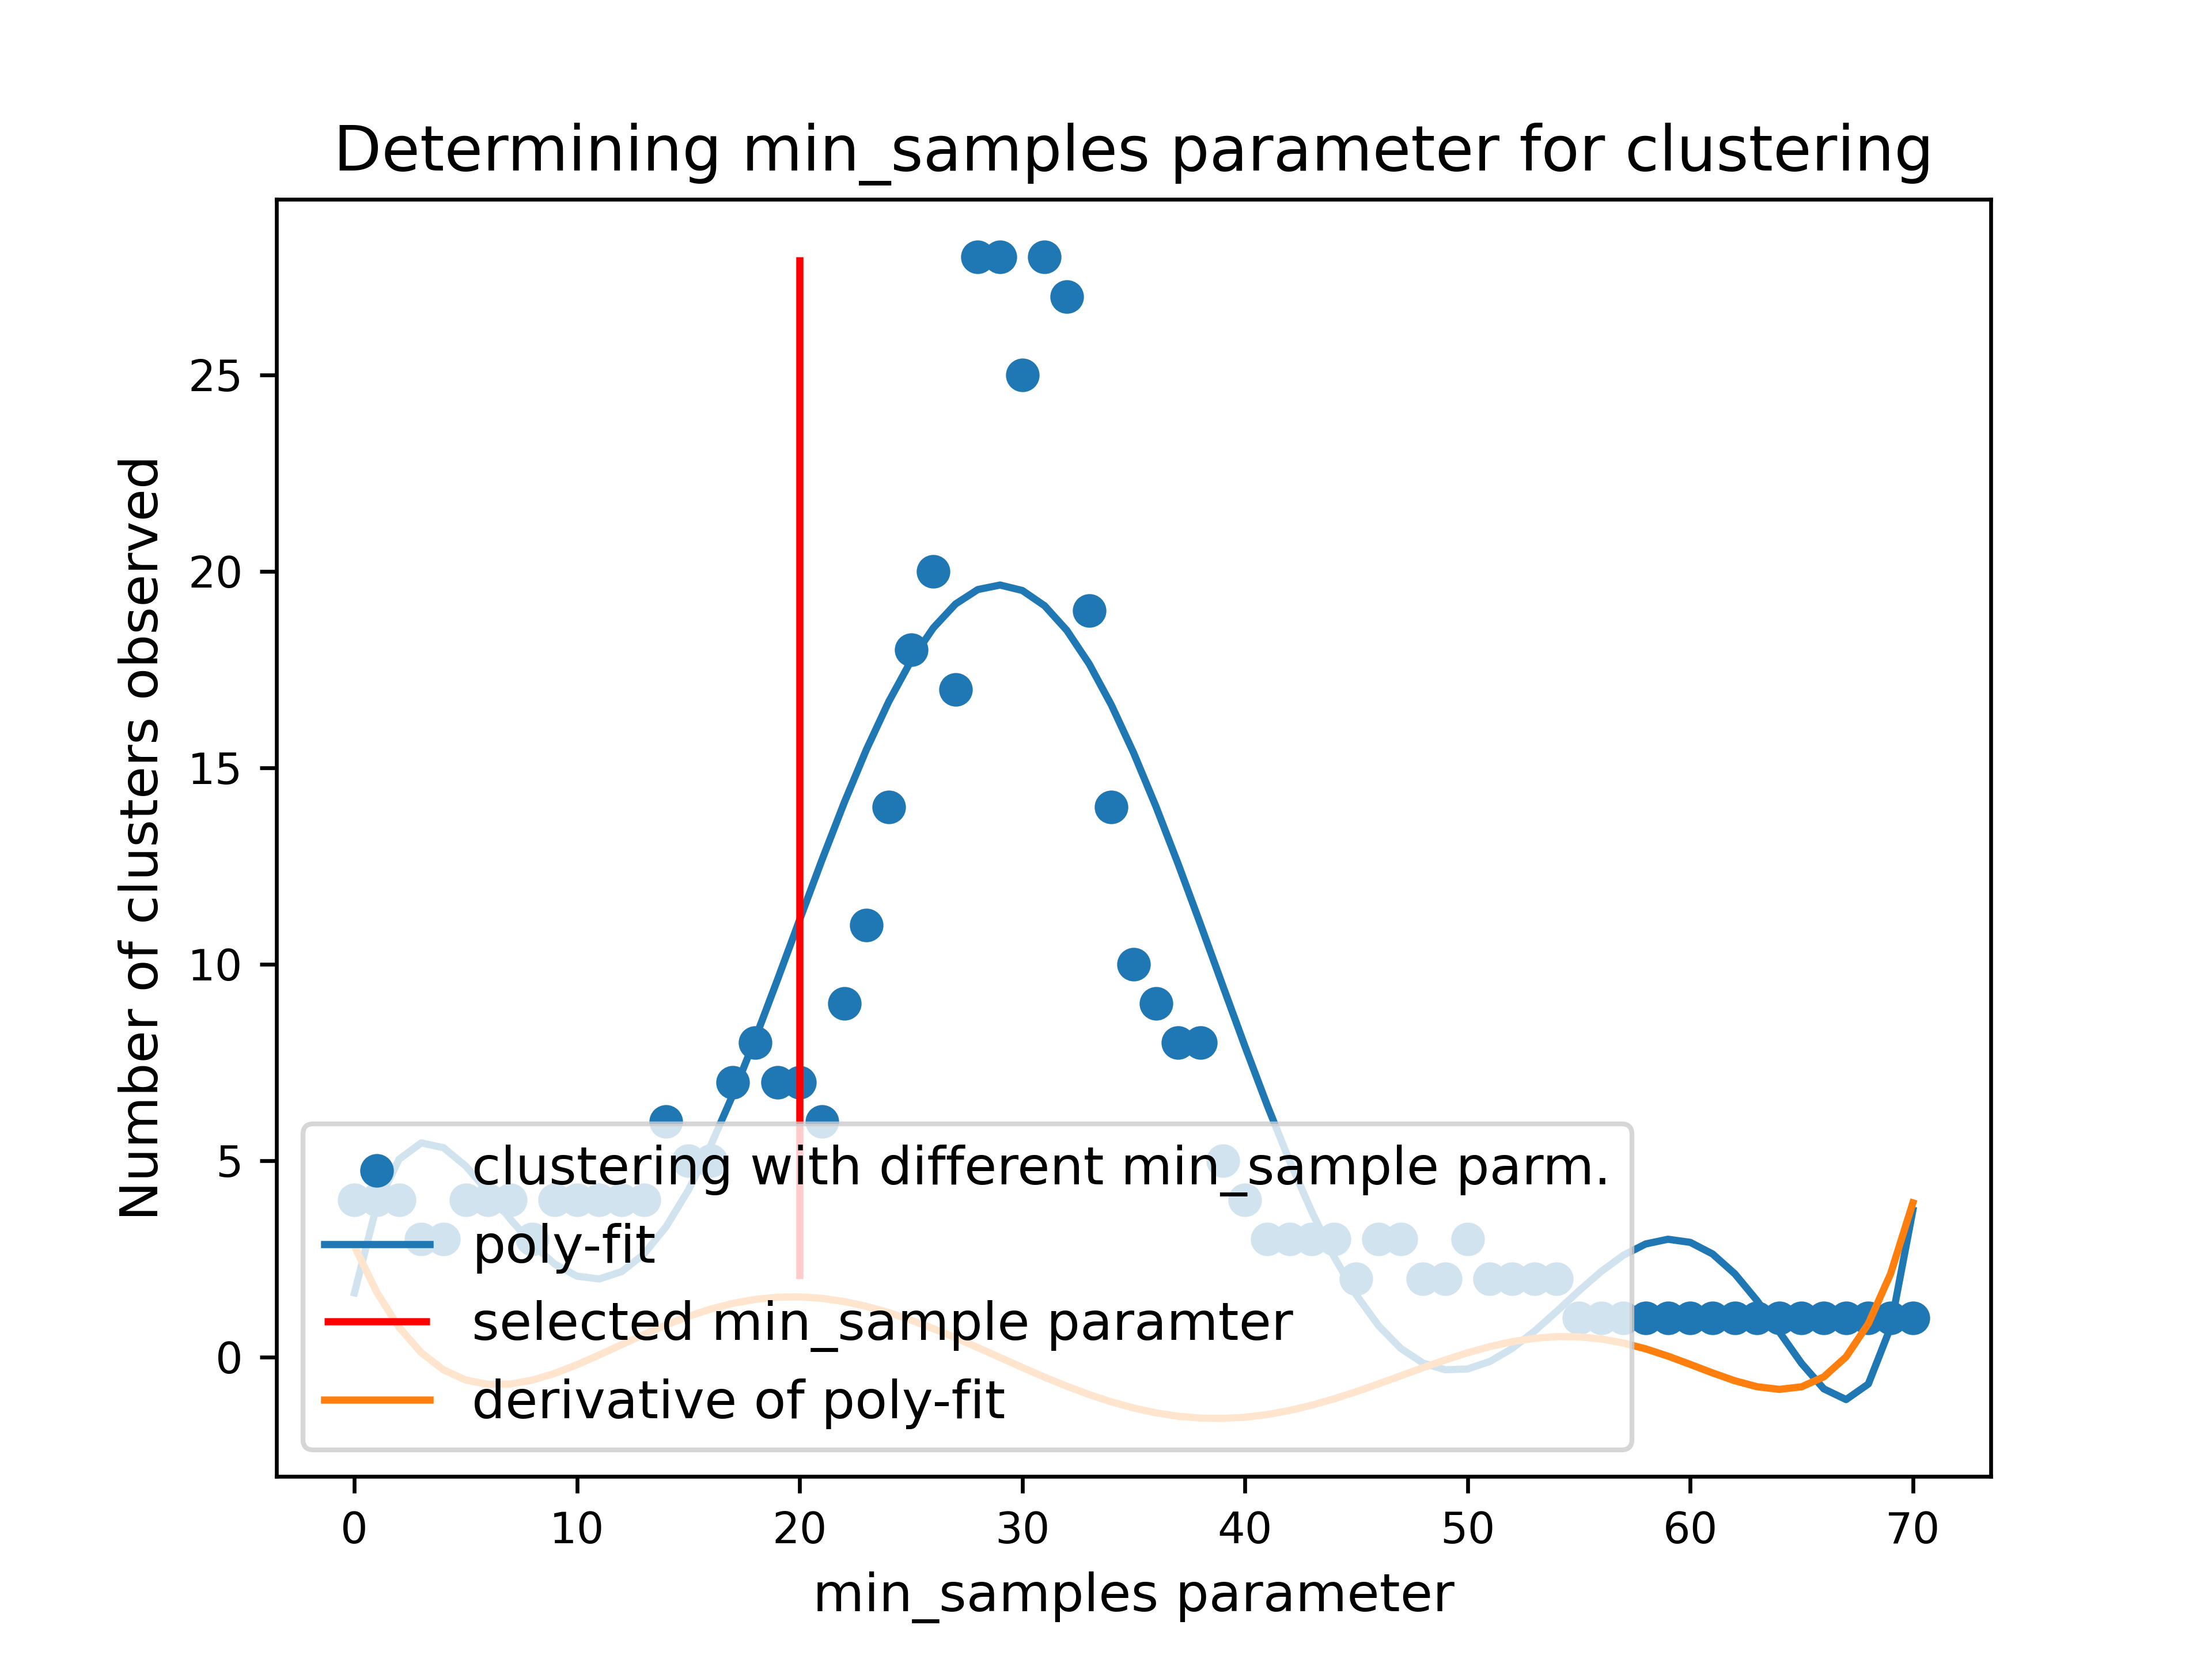 Determining min_samples parameter for clustering
Number of clusters observed
25
20
15
10
5
0
clustering with different min_sample parm.
poly-fit
selected min_sample paramter
derivative of poly-fit
0 10 20 30 40 50 60 70
min_samples parameter